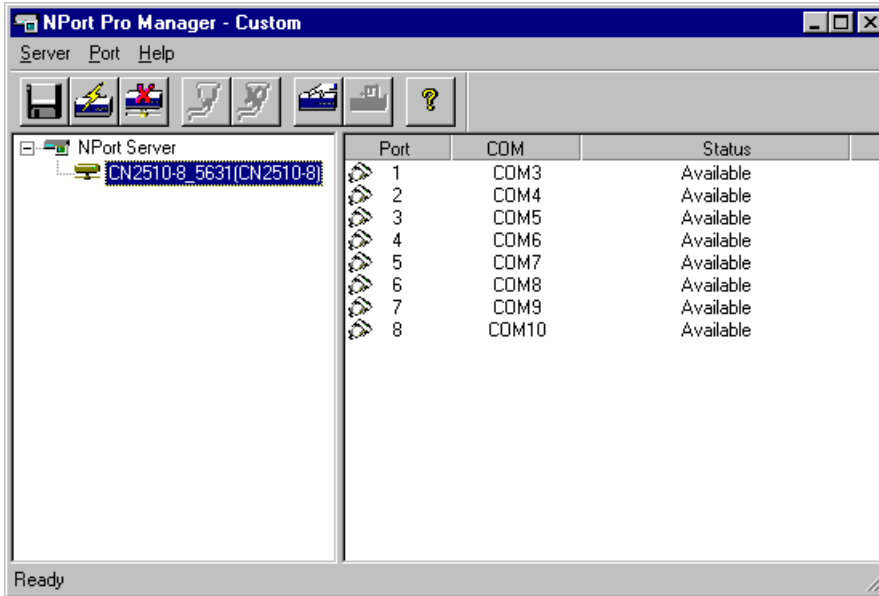 NPort Pro Manager - Custom
Server Port Help
NPort Server
CN2510-8_5631(CN2510-8)
Port COM Status
1 COM3 Available
2 COM4 Available
3 COM5 Available
4 COM6 Available
5 COM7 Available
6 COM8 Available
7 COM9 Available
8 COM10 Available
Ready